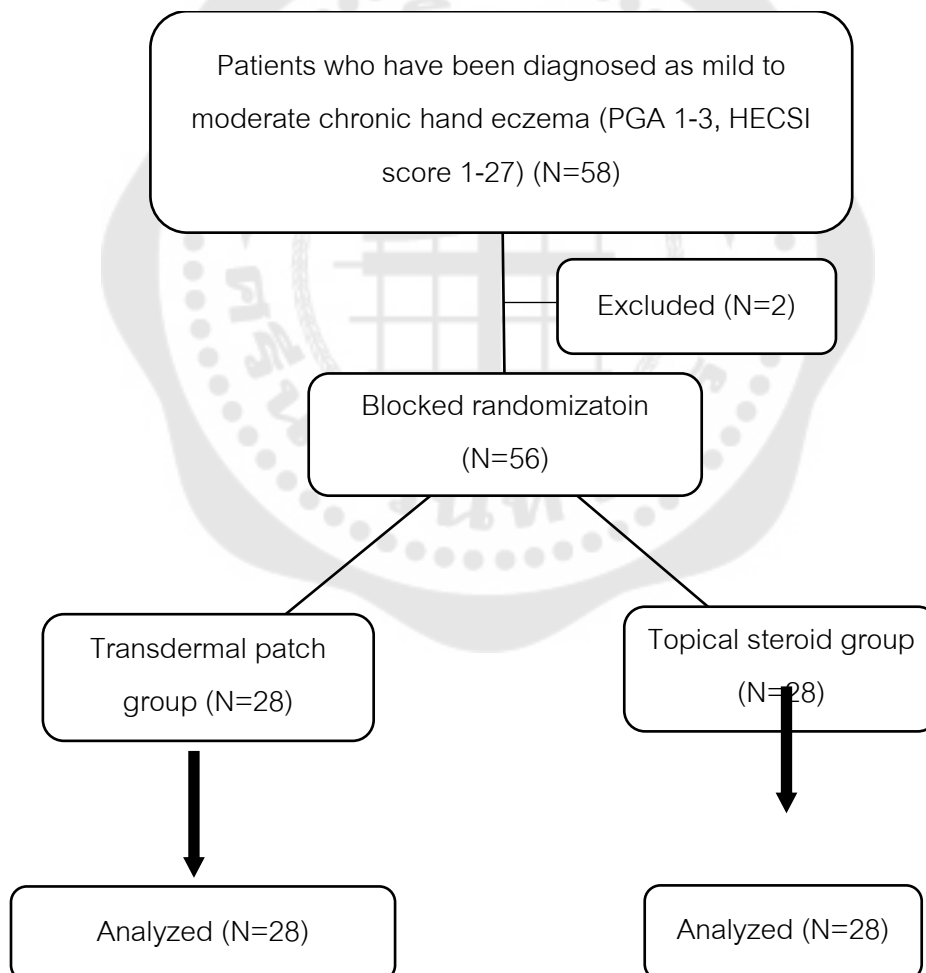 Patients who have been diagnosed as mild to
moderate chronic hand eczema (PGA 1-3, HECSI
score 1-27) (N=58)
Excluded (N=2)
Blocked randomizatoin
(N=56)
Transdermal patch
group (N=28)
Topical steroid group
(N=28)
Analyzed (N=28)
Analyzed (N=28)